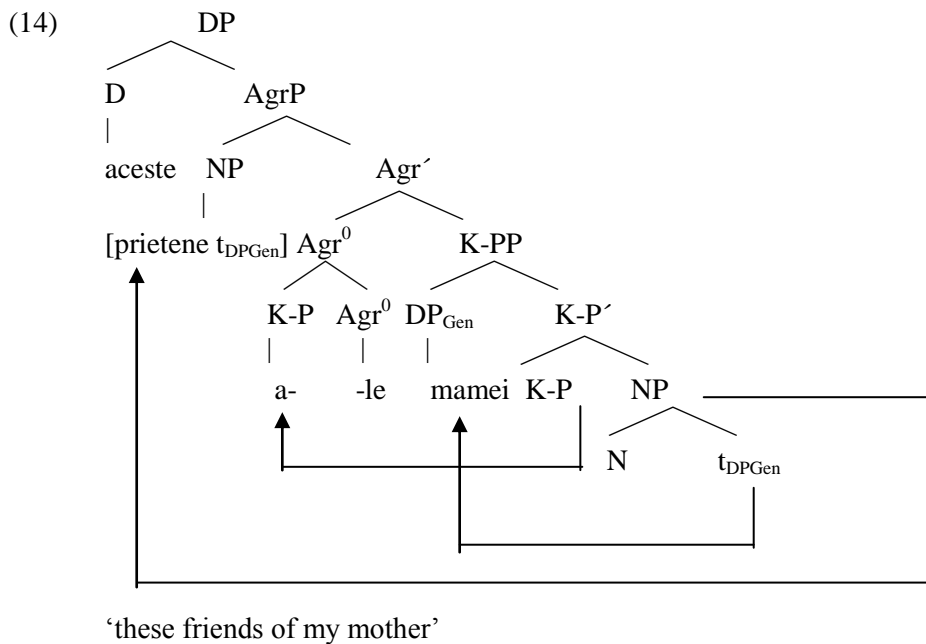 (14) DP
D AgrP
aceste NP Agr´
[prietene t_DPGen] Agr⁰ K-PP
K-P Agr⁰ DP_Gen K-P´
a- -le mamei K-P NP
N t_DPGen
‘these friends of my mother’